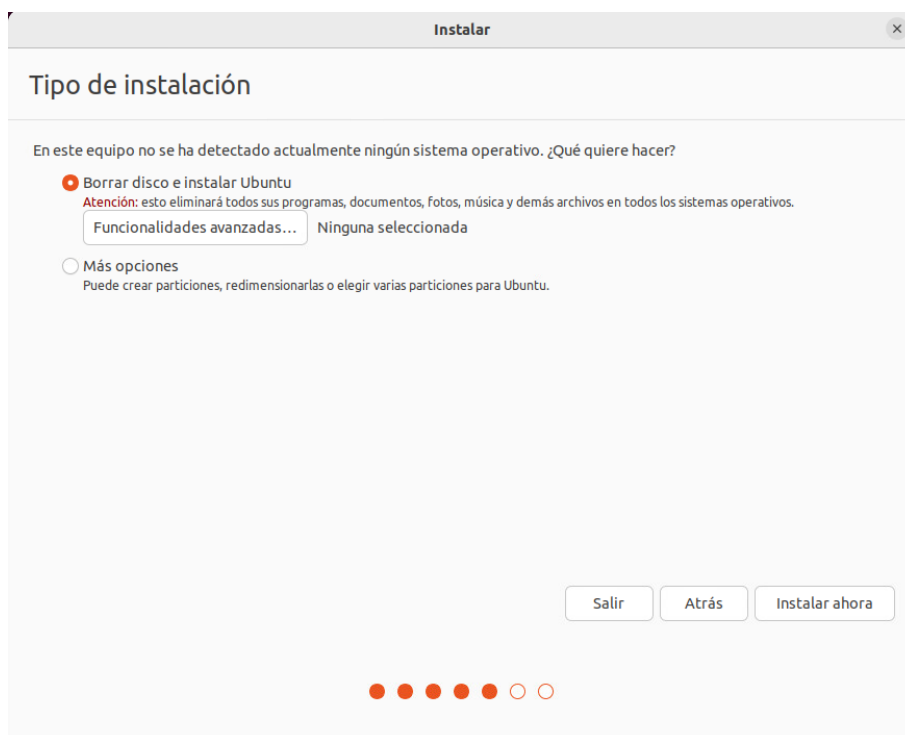 Instalar
Tipo de instalación
En este equipo no se ha detectado actualmente ningún sistema operativo. ¿Qué quiere hacer?
Borrar disco e instalar Ubuntu
Atención: esto eliminará todos sus programas, documentos, fotos, música y demás archivos en todos los sistemas operativos.
Funcionalidades avanzadas... Ninguna seleccionada
Más opciones
Puede crear particiones, redimensionarlas o elegir varias particiones para Ubuntu.
Salir Atrás Instalar ahora